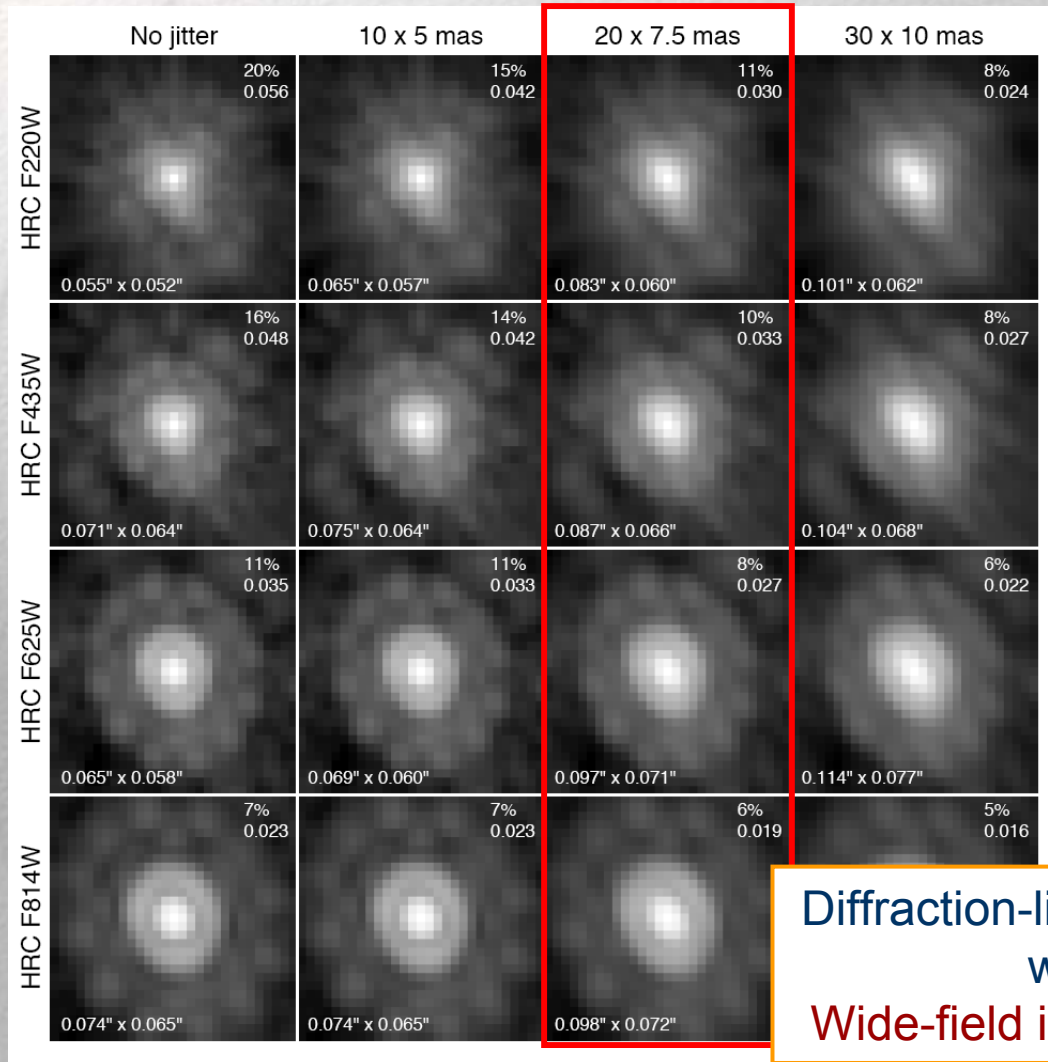 No jitter 10 x 5 mas 20 x 7.5 mas 30 x 10 mas
HRC F220W
20% 15% 11% 8%
0.056 0.042 0.030 0.024
0.055" x 0.052" 0.065" x 0.057" 0.083" x 0.060" 0.101" x 0.062"
HRC F435W
16% 14% 10% 8%
0.048 0.042 0.033 0.027
0.071" x 0.064" 0.075" x 0.064" 0.087" x 0.066" 0.104" x 0.068"
HRC F625W
11% 11% 8% 6%
0.035 0.033 0.027 0.022
0.065" x 0.058" 0.069" x 0.060" 0.097" x 0.071" 0.114" x 0.077"
HRC F814W
7% 7% 6% 5%
0.023 0.023 0.019 0.016
0.074" x 0.065" 0.074" x 0.065" 0.098" x 0.072"
Diffraction-li
w
Wide-field i